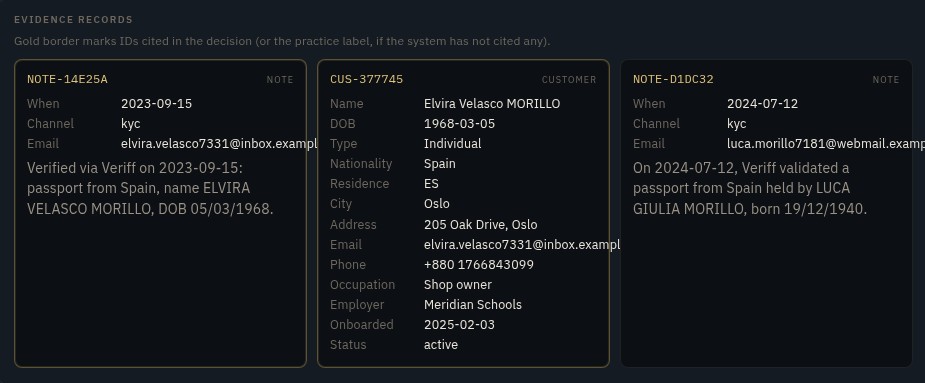 EVIDENCE RECORDS
Gold border marks IDs cited in the decision (or the practice label, if the system has not cited any).
NOTE-14E25A NOTE
When 2023-09-15
Channel kyc
Email elvira.velasco7331@inbox.exampl
Verified via Veriff on 2023-09-15:
passport from Spain, name ELVIRA
VELASCO MORILLO, DOB 05/03/1968.
CUS-377745 CUSTOMER
Name Elvira Velasco MORILLO
DOB 1968-03-05
Type Individual
Nationality Spain
Residence ES
City Oslo
Address 205 Oak Drive, Oslo
Email elvira.velasco7331@inbox.exampl
Phone +880 1766843099
Occupation Shop owner
Employer Meridian Schools
Onboarded 2025-02-03
Status active
NOTE-D1DC32 NOTE
When 2024-07-12
Channel kyc
Email luca.morillo7181@webmail.examp
On 2024-07-12, Veriff validated a
passport from Spain held by LUCA
GIULIA MORILLO, born 19/12/1940.